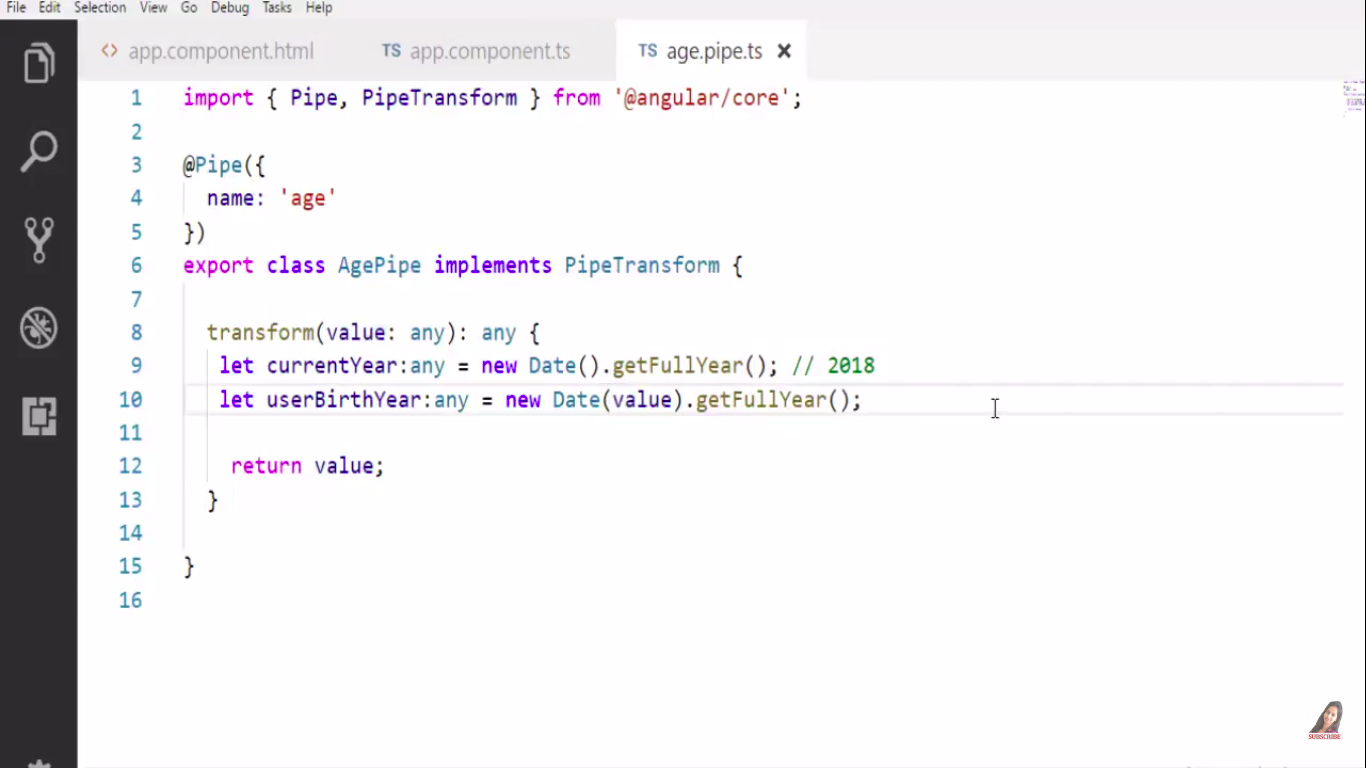 File Edit Selection View Go Debug Tasks Help
<> app.component.html TS app.component.ts TS age.pipe.ts ×
1 import { Pipe, PipeTransform } from '@angular/core';
2
3 @Pipe({
4 name: 'age'
5 })
6 export class AgePipe implements PipeTransform {
7
8 transform(value: any): any {
9 let currentYear:any = new Date().getFullYear(); // 2018
10 let userBirthYear:any = new Date(value).getFullYear();
11
12 return value;
13 }
14
15 }
16
SUBSCRIBE